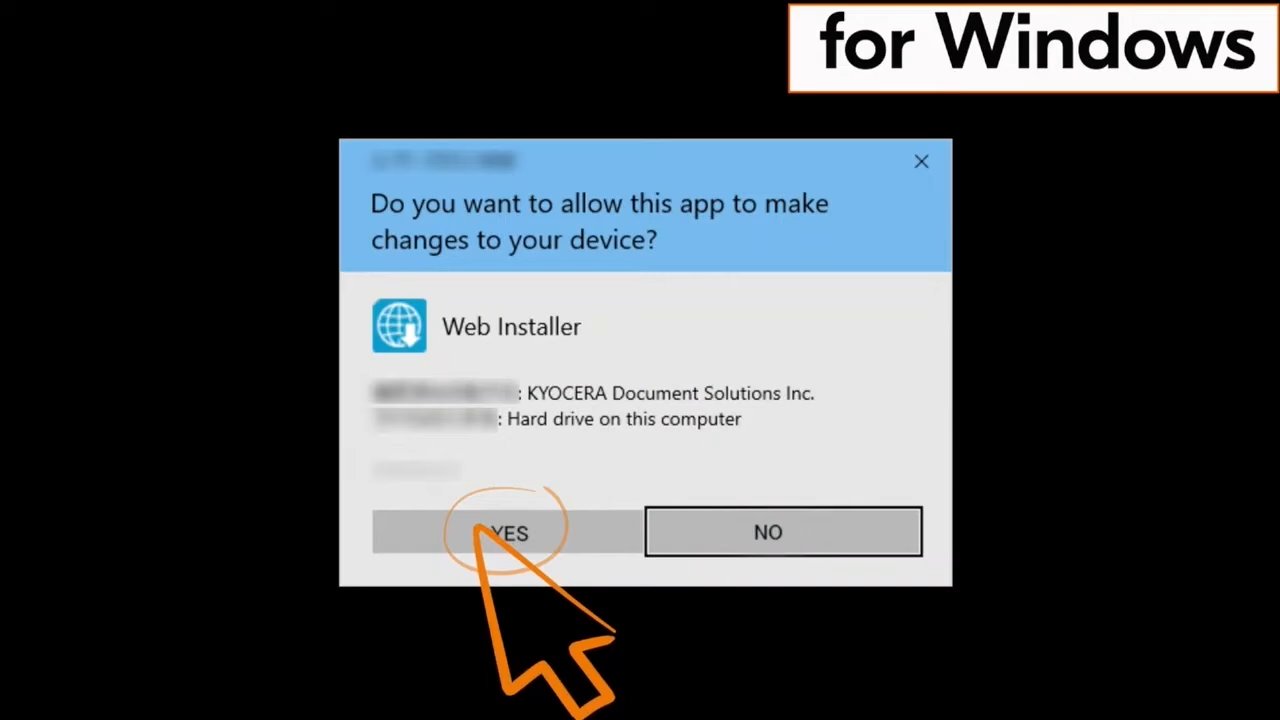 for Windows
Do you want to allow this app to make
changes to your device?
Web Installer
: KYOCERA Document Solutions Inc.
: Hard drive on this computer
YES
NO